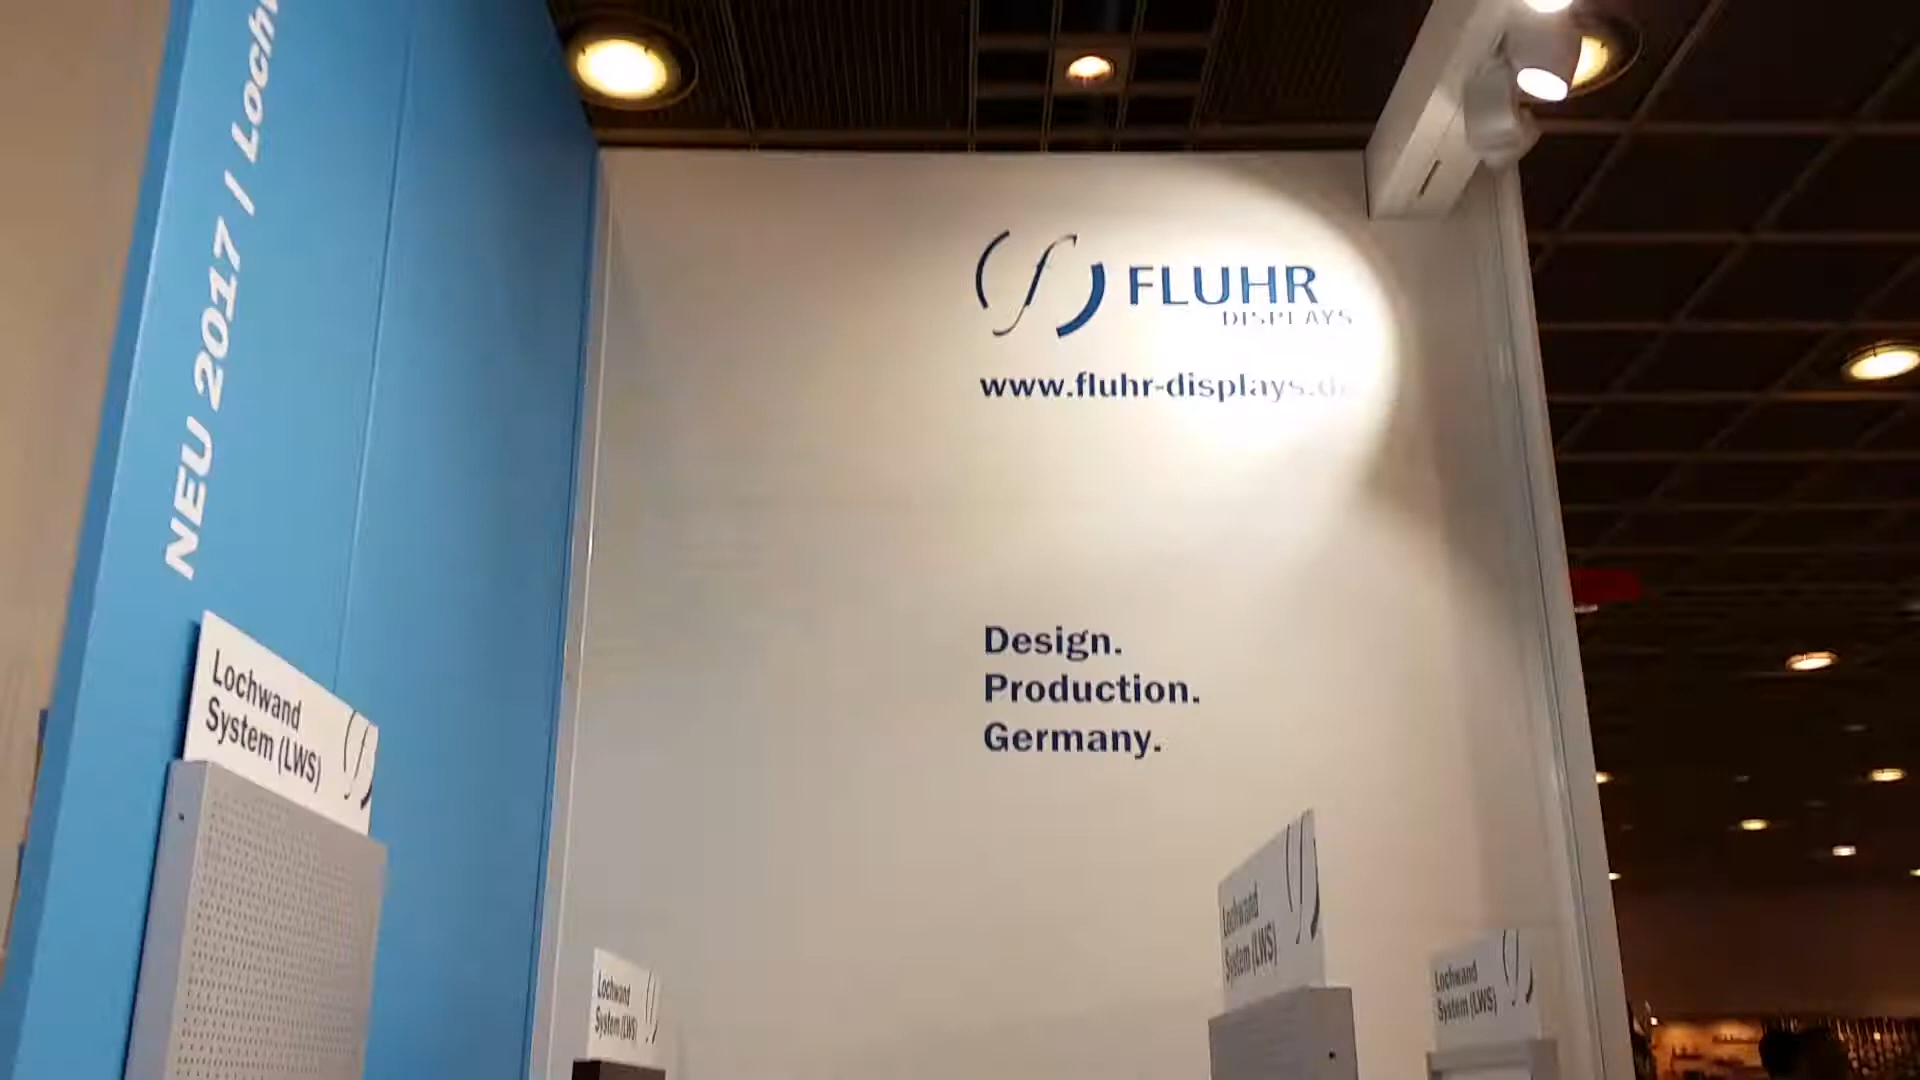 NEU 2017 /
FLUHR
DISPLAYS
www.fluhr-displays.de
Design.
Production.
Germany.
Lochwand
System (LWS)
Lochwand
System (LWS)
Lochwand
System (LWS)
Lochwand
System (LWS)